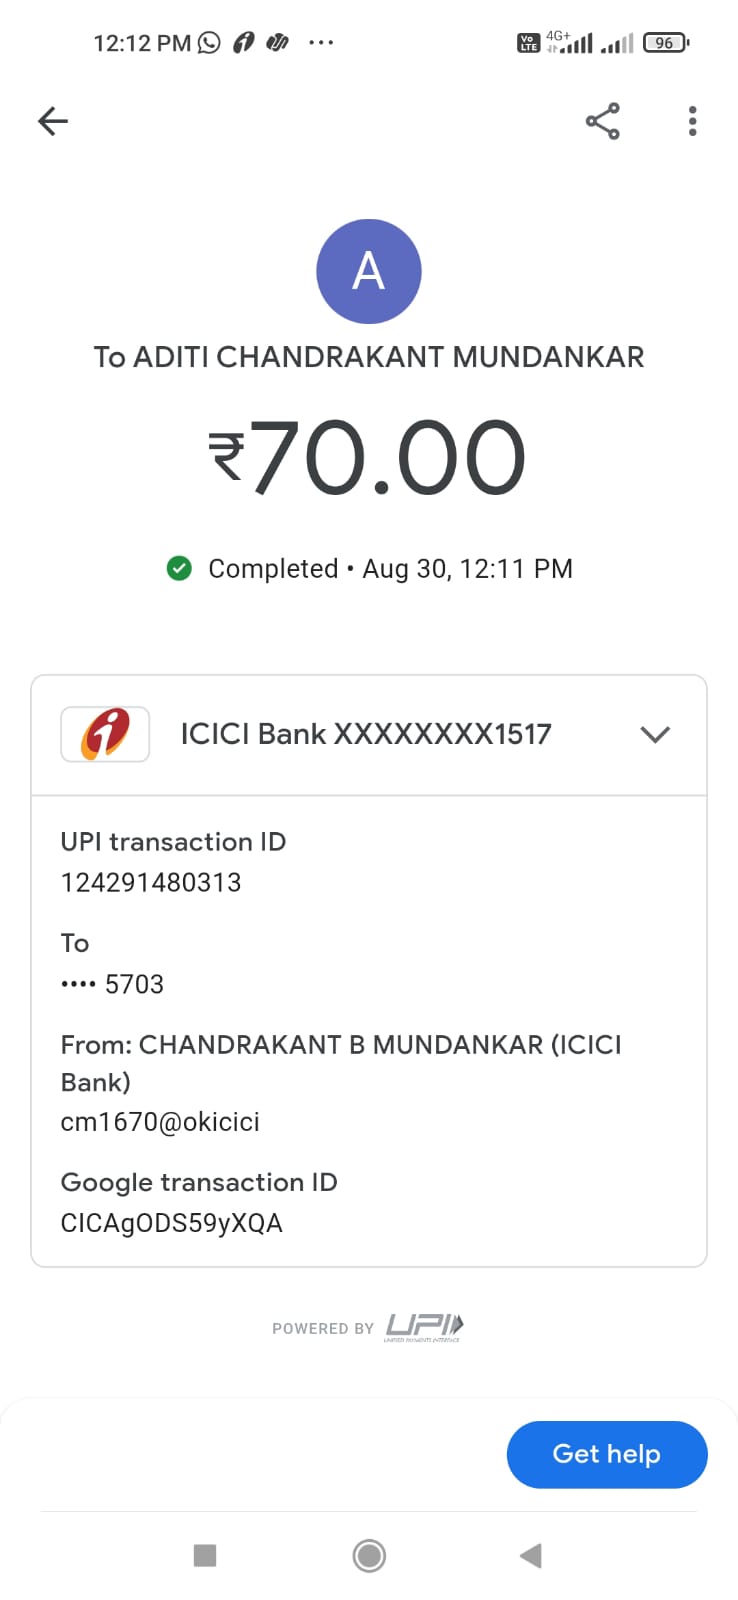 12:12 PM
Vo LTE 4G+ 96
A
To ADITI CHANDRAKANT MUNDANKAR
₹70.00
Completed • Aug 30, 12:11 PM
ICICI Bank XXXXXXXX1517
UPI transaction ID
124291480313
To
•••• 5703
From: CHANDRAKANT B MUNDANKAR (ICICI
Bank)
cm1670@okicici
Google transaction ID
CICAgODS59yXQA
POWERED BY UPI
UNIFIED PAYMENTS INTERFACE
Get help